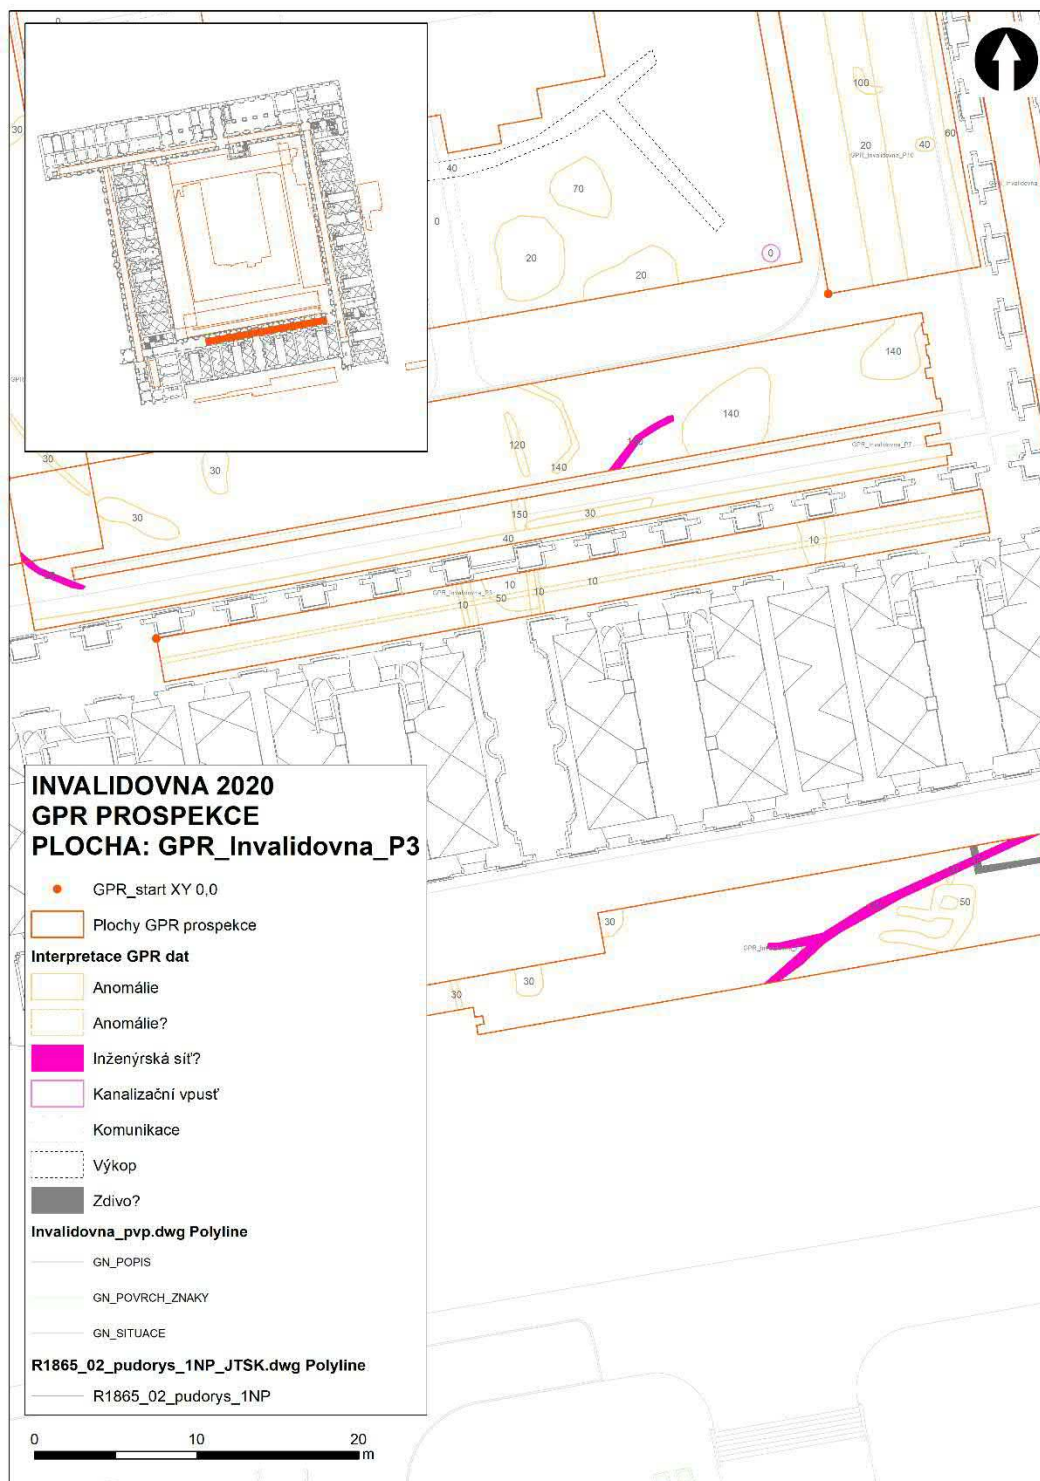 30
40
0
70
20
20
0
100
20
GPR_Invalidovna_P10
40
60
140
140
120
140
GPR_Invalidovna_P2
30
30
30
150
30
40
10
10
50
10
10
10
INVALIDOVNA 2020
GPR PROSPEKCE
PLOCHA: GPR_Invalidovna_P3
GPR_start XY 0,0
Plochy GPR prospekce
Interpretace GPR dat
Anomálie
Anomálie?
Inženýrská síť?
Kanalizační vpusť
Komunikace
Výkop
Zdivo?
Invalidovna_pvp.dwg Polyline
GN_POPIS
GN_POVRCH_ZNAKY
GN_SITUACE
R1865_02_pudorys_1NP_JTSK.dwg Polyline
R1865_02_pudorys_1NP
0 10 20
m
30
50
30
30